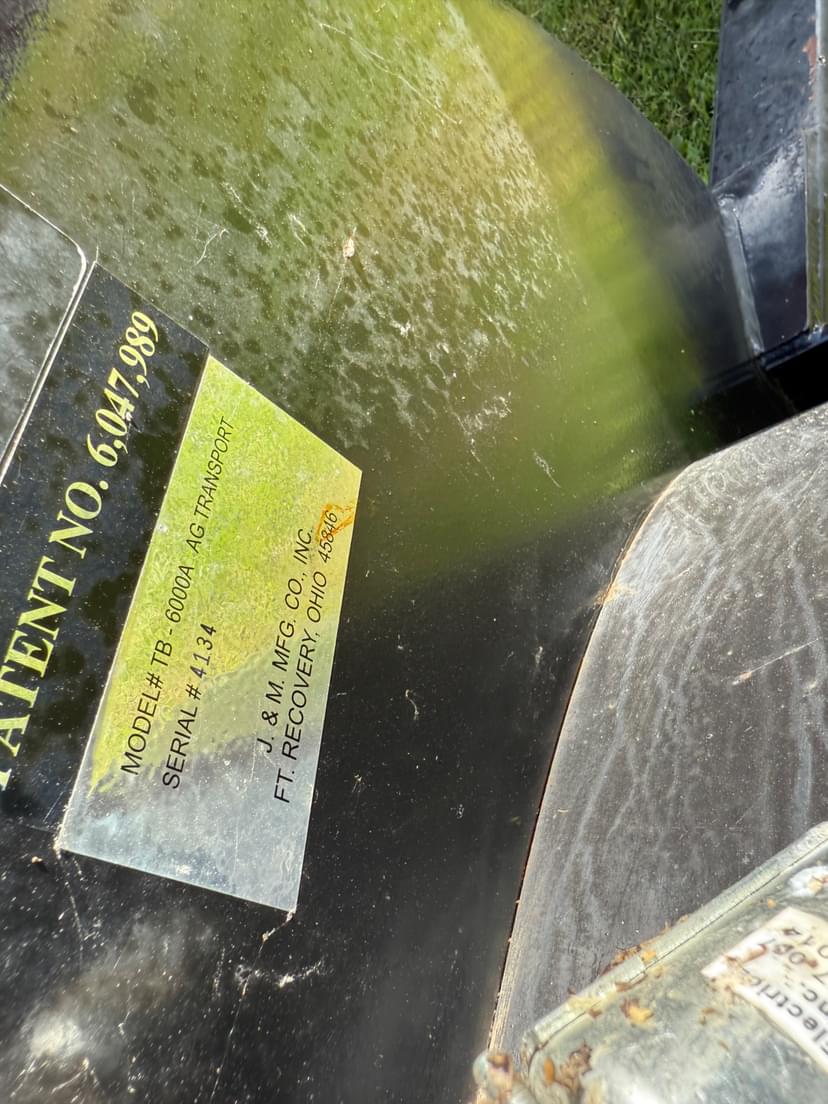 PATENT NO. 6,047,989
MODEL# TB - 6000A AG TRANSPORT
SERIAL # 4134
J. & M. MFG. CO., INC.
FT. RECOVERY, OHIO 45846